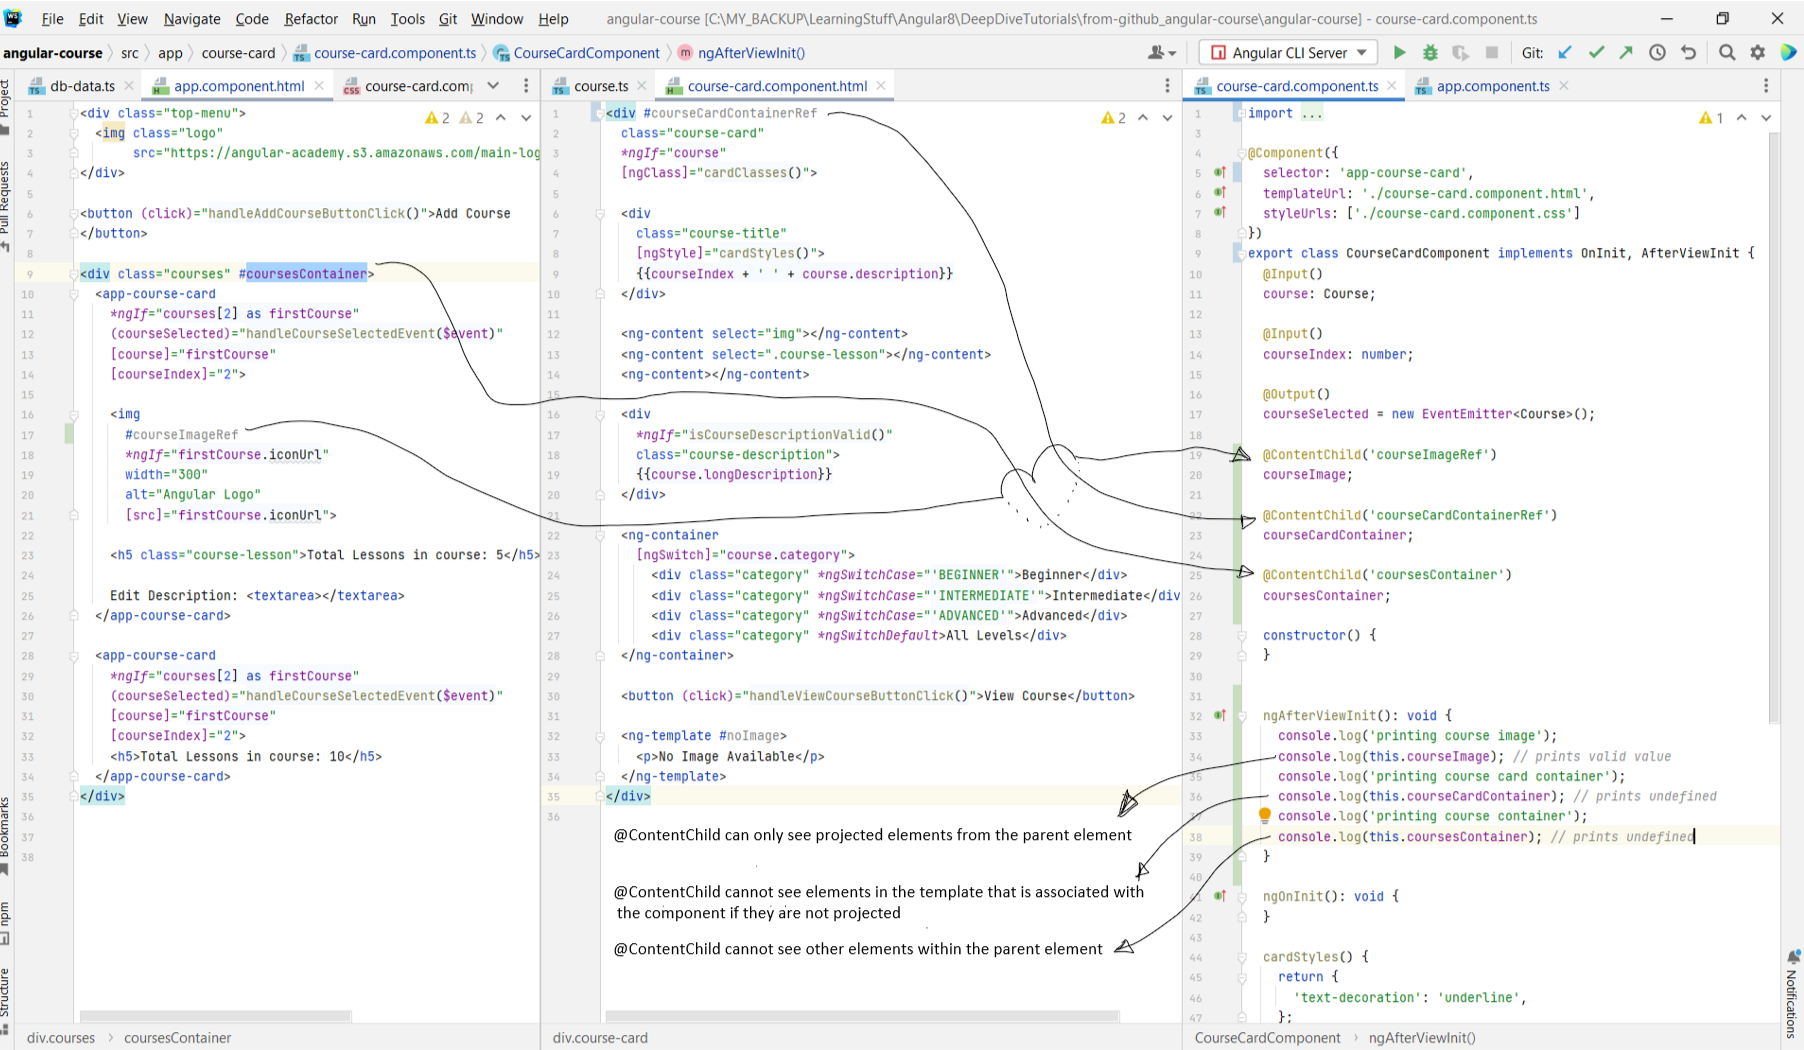 File Edit View Navigate Code Refactor Run Tools Git Window Help angular-course [C:\MY_BACKUP\LearningStuff\Angular8\DeepDiveTutorials\from-github_angular-course\angular-course] - course-card.component.ts
angular-course src app course-card course-card.component.ts CourseCardComponent ngAfterViewInit() Angular CLI Server Git:
Project
Pull Requests
Bookmarks
npm
Structure
db-data.ts app.component.html course-card.com
2 2
1 <div class="top-menu">
2 <img class="logo"
3 src="https://angular-academy.s3.amazonaws.com/main-log
4 </div>
5
6 <button (click)="handleAddCourseButtonClick()">Add Course
7 </button>
8
9 <div class="courses" #coursesContainer>
10 <app-course-card
11 *ngIf="courses[2] as firstCourse"
12 (courseSelected)="handleCourseSelectedEvent($event)"
13 [course]="firstCourse"
14 [courseIndex]="2">
15
16 <img
17 #courseImageRef
18 *ngIf="firstCourse.iconUrl"
19 width="300"
20 alt="Angular Logo"
21 [src]="firstCourse.iconUrl">
22
23 <h5 class="course-lesson">Total Lessons in course: 5</h5>
24
25 Edit Description: <textarea></textarea>
26 </app-course-card>
27
28 <app-course-card
29 *ngIf="courses[2] as firstCourse"
30 (courseSelected)="handleCourseSelectedEvent($event)"
31 [course]="firstCourse"
32 [courseIndex]="2">
33 <h5>Total Lessons in course: 10</h5>
34 </app-course-card>
35 </div>
36
37
38
div.courses coursesContainer
course.ts course-card.component.html
2
1 <div #courseCardContainerRef
2 class="course-card"
3 *ngIf="course"
4 [ngClass]="cardClasses()">
5
6 <div
7 class="course-title"
8 [ngStyle]="cardStyles()">
9 {{courseIndex + ' ' + course.description}}
10 </div>
11
12 <ng-content select="img"></ng-content>
13 <ng-content select=".course-lesson"></ng-content>
14 <ng-content></ng-content>
15
16 <div
17 *ngIf="isCourseDescriptionValid()"
18 class="course-description">
19 {{course.longDescription}}
20 </div>
21
22 <ng-container
23 [ngSwitch]="course.category">
24 <div class="category" *ngSwitchCase="'BEGINNER'">Beginner</div>
25 <div class="category" *ngSwitchCase="'INTERMEDIATE'">Intermediate</div
26 <div class="category" *ngSwitchCase="'ADVANCED'">Advanced</div>
27 <div class="category" *ngSwitchDefault>All Levels</div>
28 </ng-container>
29
30 <button (click)="handleViewCourseButtonClick()">View Course</button>
31
32 <ng-template #noImage>
33 <p>No Image Available</p>
34 </ng-template>
35 </div>
36
@ContentChild can only see projected elements from the parent element
@ContentChild cannot see elements in the template that is associated with
the component if they are not projected
@ContentChild cannot see other elements within the parent element
div.course-card
course-card.component.ts app.component.ts
1
1 import ...
3
4 @Component({
5 selector: 'app-course-card',
6 templateUrl: './course-card.component.html',
7 styleUrls: ['./course-card.component.css']
8 })
9 export class CourseCardComponent implements OnInit, AfterViewInit {
10 @Input()
11 course: Course;
12
13 @Input()
14 courseIndex: number;
15
16 @Output()
17 courseSelected = new EventEmitter<Course>();
18
19 @ContentChild('courseImageRef')
20 courseImage;
21
22 @ContentChild('courseCardContainerRef')
23 courseCardContainer;
24
25 @ContentChild('coursesContainer')
26 coursesContainer;
27
28 constructor() {
29 }
30
31
32 ngAfterViewInit(): void {
33 console.log('printing course image');
34 console.log(this.courseImage); // prints valid value
35 console.log('printing course card container');
36 console.log(this.courseCardContainer); // prints undefined
37 console.log('printing course container');
38 console.log(this.coursesContainer); // prints undefined
39 }
40
41 ngOnInit(): void {
42 }
43
44 cardStyles() {
45 return {
46 'text-decoration': 'underline',
47 };
CourseCardComponent ngAfterViewInit()
Notifications